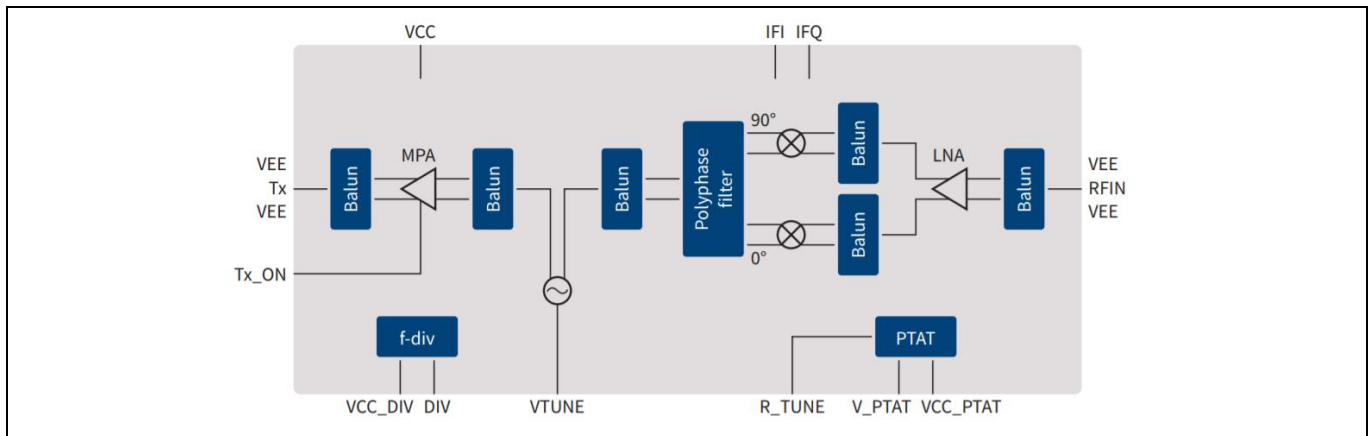 VCC
IFI IFQ
90°
VEE
Tx
VEE
Balun
MPA
Balun
Balun
Polyphase
filter
Balun
LNA
Balun
VEE
RFIN
VEE
Balun
0°
Tx_ON
f-div
PTAT
VCC_DIV DIV
VTUNE
R_TUNE
V_PTAT VCC_PTAT